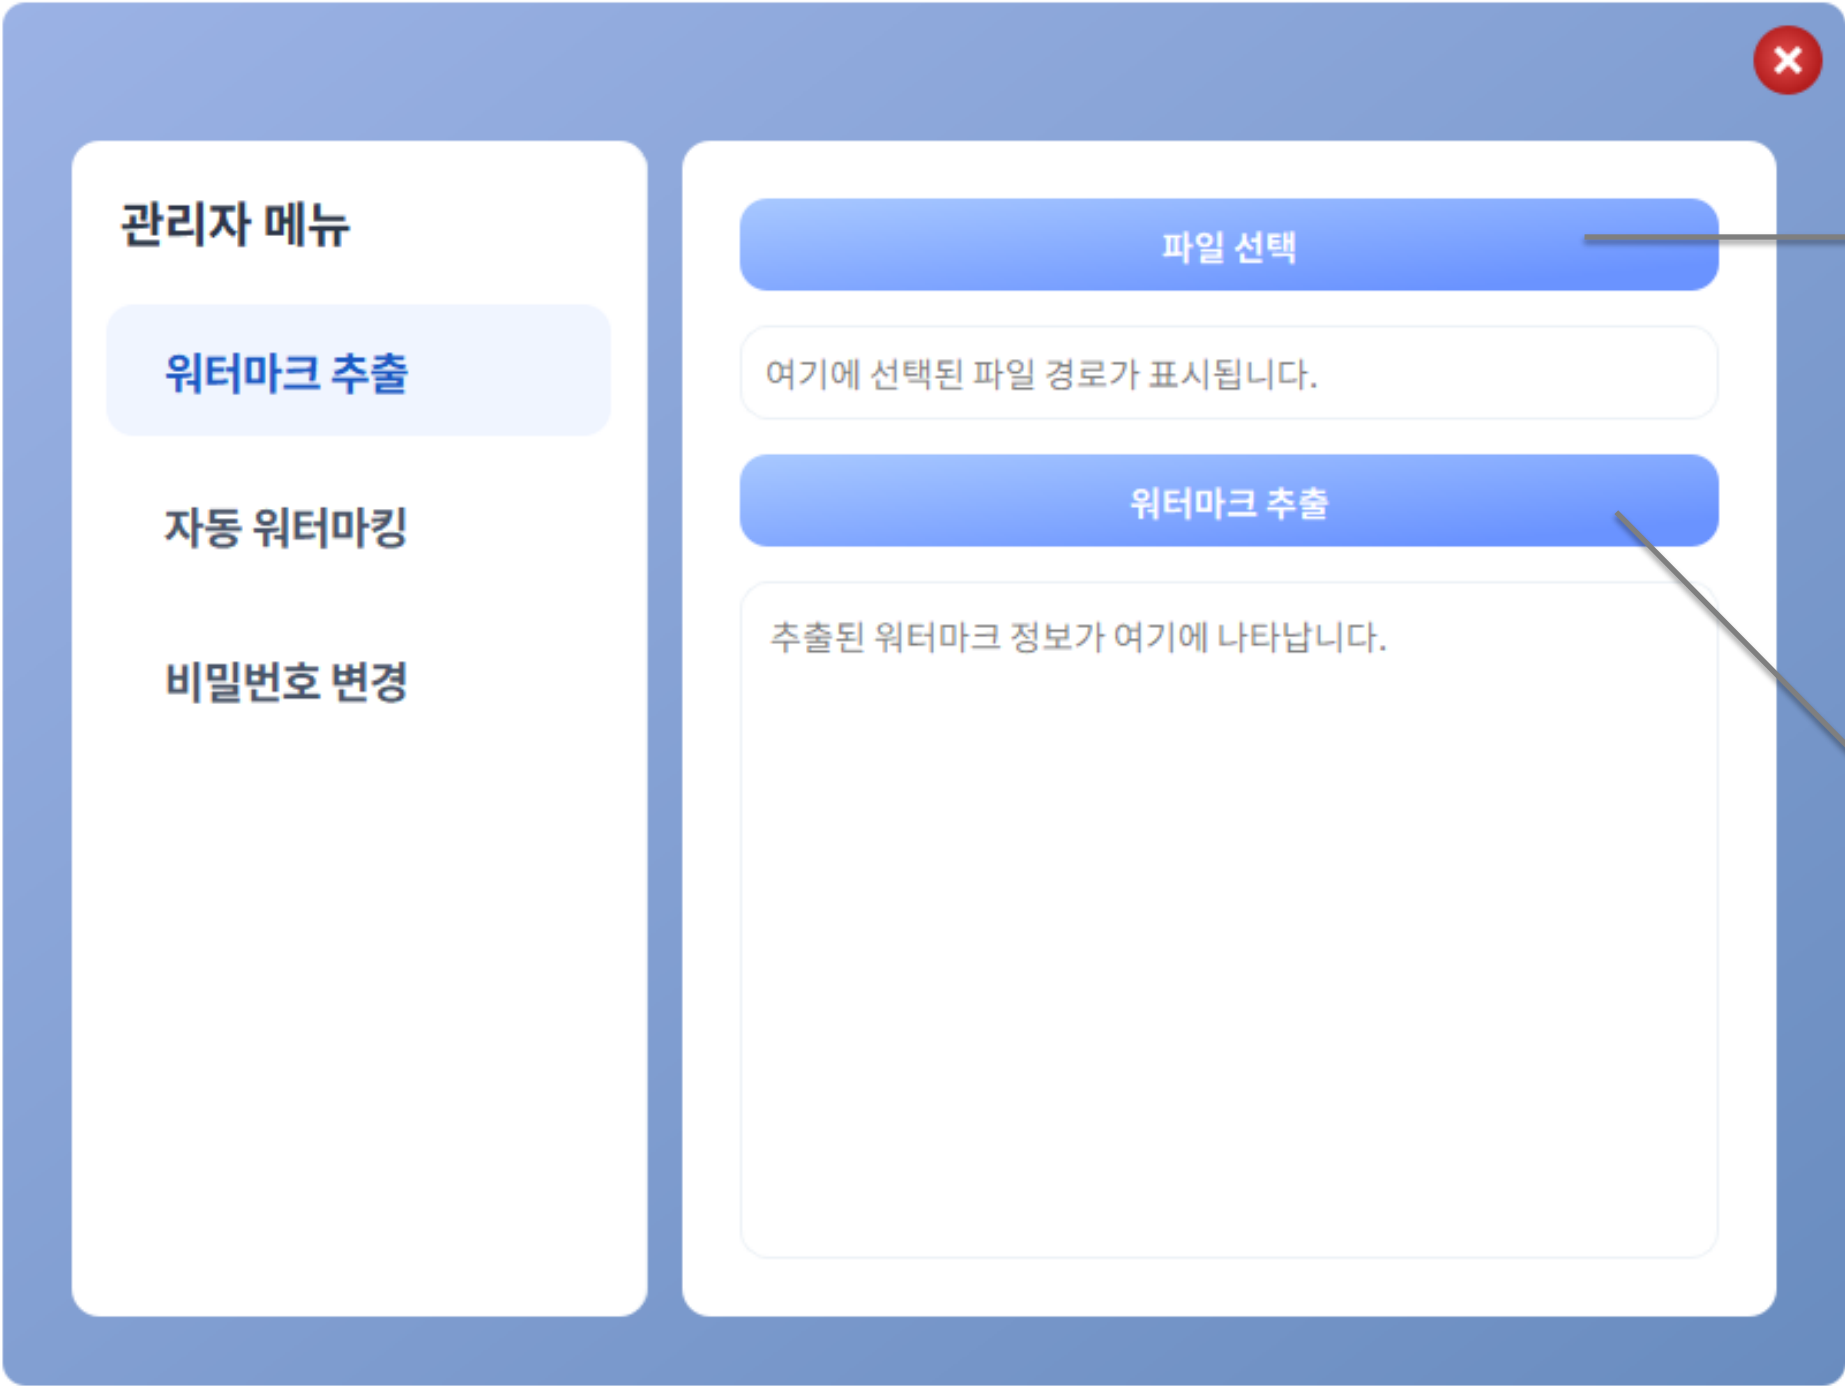 관리자 메뉴
워터마크 추출
자동 워터마킹
비밀번호 변경
파일 선택
여기에 선택된 파일 경로가 표시됩니다.
워터마크 추출
추출된 워터마크 정보가 여기에 나타납니다.